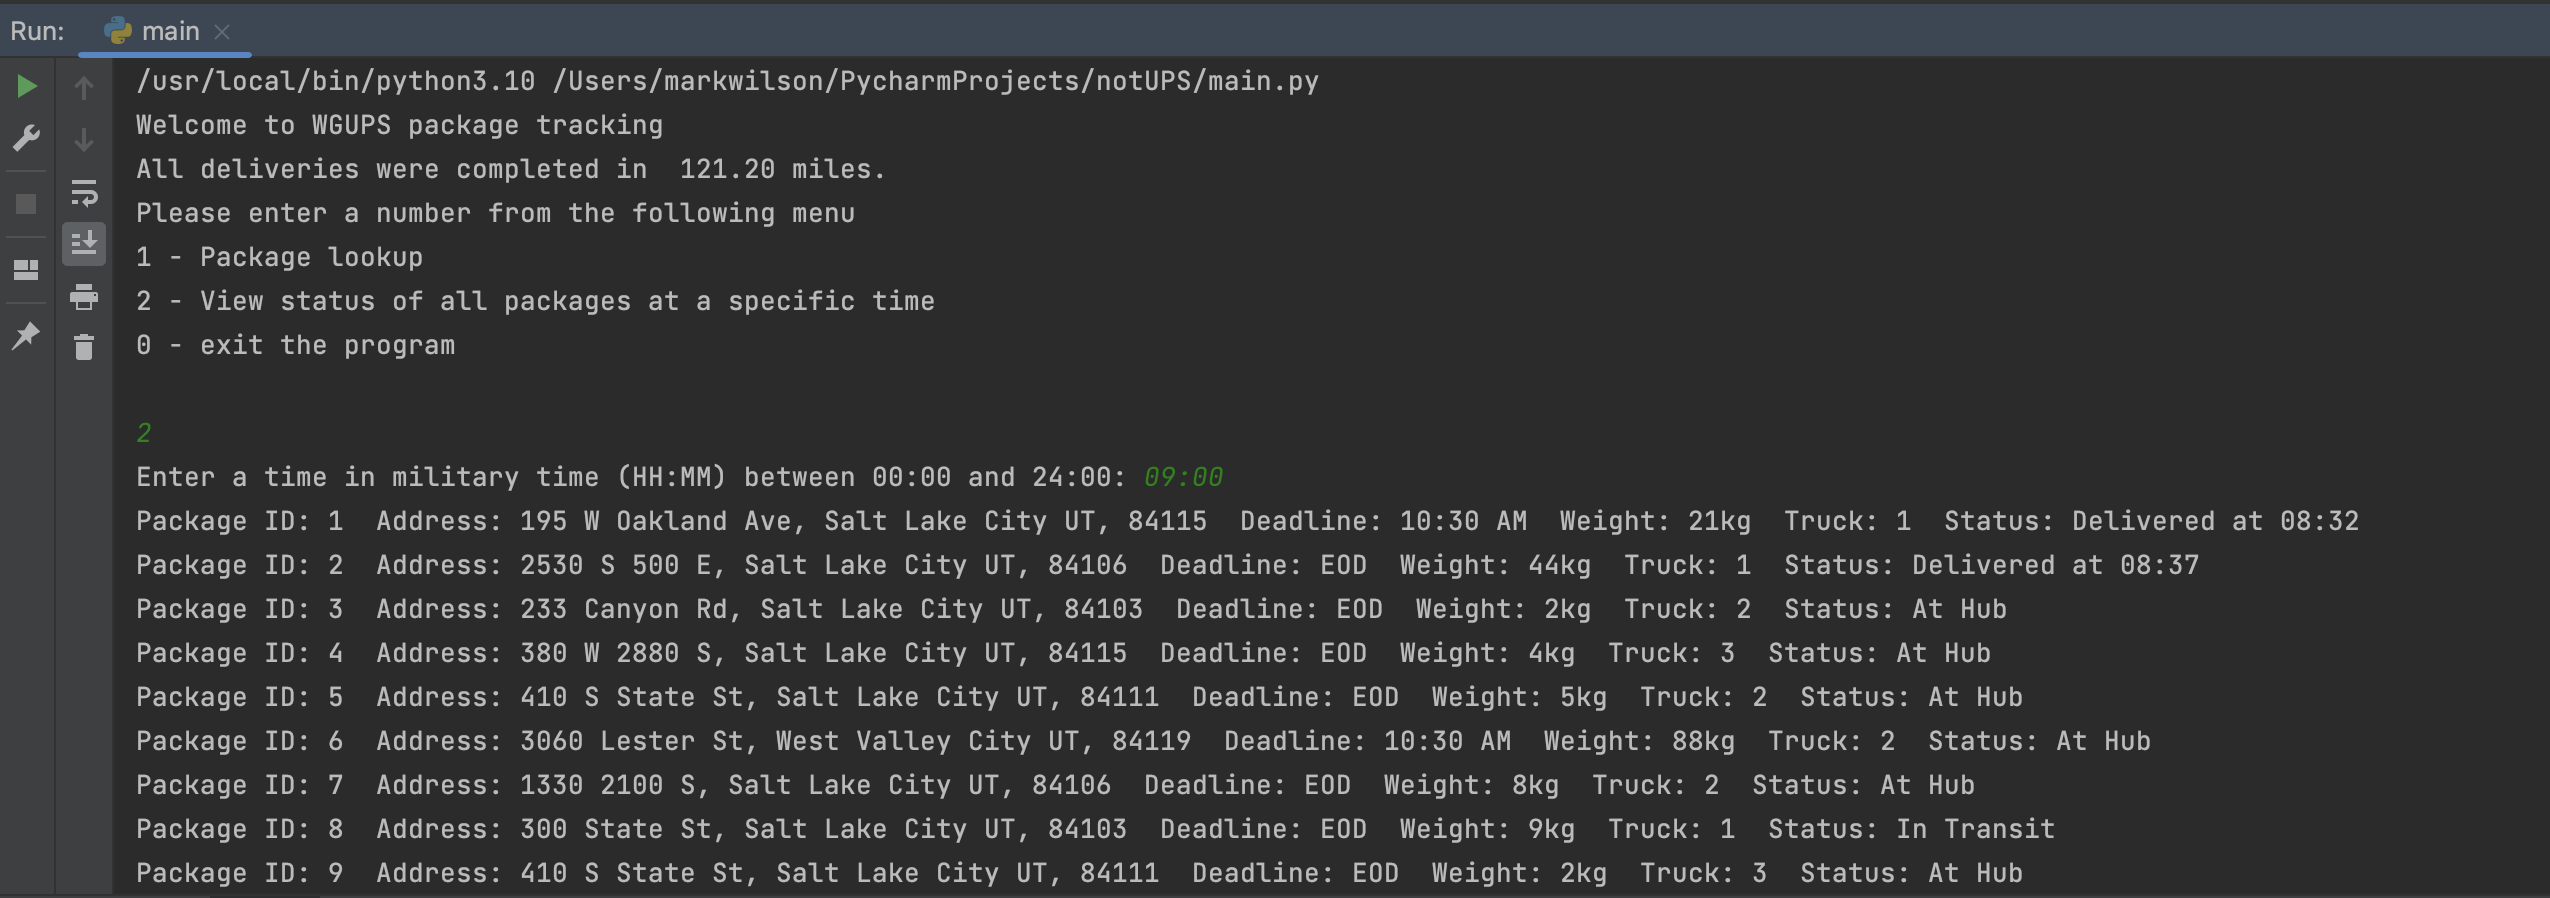 Run: main
/usr/local/bin/python3.10 /Users/markwilson/PycharmProjects/notUPS/main.py
Welcome to WGUPS package tracking
All deliveries were completed in  121.20 miles.
Please enter a number from the following menu
1 - Package lookup
2 - View status of all packages at a specific time
0 - exit the program
2
Enter a time in military time (HH:MM) between 00:00 and 24:00: 09:00
Package ID: 1  Address: 195 W Oakland Ave, Salt Lake City UT, 84115  Deadline: 10:30 AM  Weight: 21kg  Truck: 1  Status: Delivered at 08:32
Package ID: 2  Address: 2530 S 500 E, Salt Lake City UT, 84106  Deadline: EOD  Weight: 44kg  Truck: 1  Status: Delivered at 08:37
Package ID: 3  Address: 233 Canyon Rd, Salt Lake City UT, 84103  Deadline: EOD  Weight: 2kg  Truck: 2  Status: At Hub
Package ID: 4  Address: 380 W 2880 S, Salt Lake City UT, 84115  Deadline: EOD  Weight: 4kg  Truck: 3  Status: At Hub
Package ID: 5  Address: 410 S State St, Salt Lake City UT, 84111  Deadline: EOD  Weight: 5kg  Truck: 2  Status: At Hub
Package ID: 6  Address: 3060 Lester St, West Valley City UT, 84119  Deadline: 10:30 AM  Weight: 88kg  Truck: 2  Status: At Hub
Package ID: 7  Address: 1330 2100 S, Salt Lake City UT, 84106  Deadline: EOD  Weight: 8kg  Truck: 2  Status: At Hub
Package ID: 8  Address: 300 State St, Salt Lake City UT, 84103  Deadline: EOD  Weight: 9kg  Truck: 1  Status: In Transit
Package ID: 9  Address: 410 S State St, Salt Lake City UT, 84111  Deadline: EOD  Weight: 2kg  Truck: 3  Status: At Hub